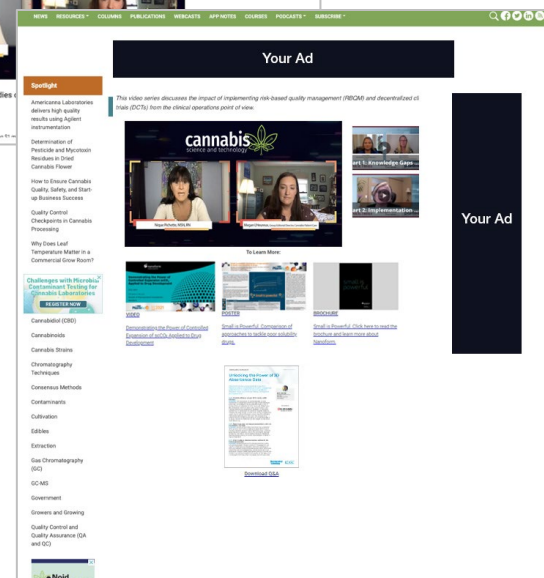 NEWS RESOURCES COLUMNS PUBLICATIONS WEBCASTS APP NOTES COURSES PODCASTS SUBSCRIBE
Your Ad
Spotlight
Americanna Laboratories
delivers high quality
results using Agilent
instrumentation
Determination of
Pesticide and Mycotoxin
Residues in Dried
Cannabis Flower
How to Ensure Cannabis
Quality, Safety, and Start-
up Business Success
Quality Control
Checkpoints in Cannabis
Processing
Why Does Leaf
Temperature Matter in a
Commercial Grow Room?
Challenges with Microbial
Contaminant Testing for
Cannabis Laboratories
REGISTER NOW
Cannabidiol (CBD)
Cannabinoids
Cannabis Strains
Chromatography
Techniques
Consensus Methods
Contaminants
Cultivation
Edibles
Extraction
Gas Chromatography
(GC)
GC-MS
Government
Growers and Growing
Quality Control and
Quality Assurance (QA
and QC)
This video series discusses the impact of implementing risk-based quality management (RBQM) and decentralized cli
trials (DCTs) from the clinical operations point of view.
cannabis
science and technology
art 1: Knowledge Gaps
art 2: Implementation
To Learn More:
VIDEO
Demonstrating the Power of Controlled
Expansion of scCO₂ Applied to Drug
Development
POSTER
Small is Powerful. Comparison of
approaches to tackle poor solubility
drugs.
Small is
powerful
BROCHURE
Small is Powerful. Click here to read the
brochure and learn more about
Nanoform.
Download Q&A
Your Ad